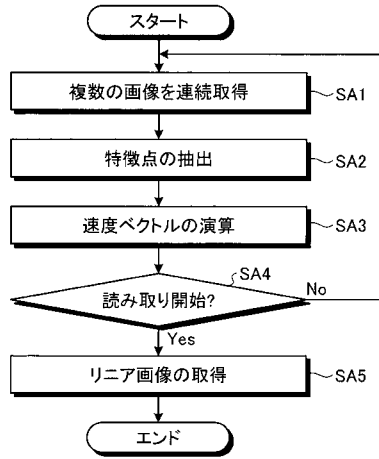 スタート
複数の画像を連続取得
SA1
特徴点の抽出
SA2
速度ベクトルの演算
SA3
SA4
読み取り開始?
No
Yes
リニア画像の取得
SA5
エンド